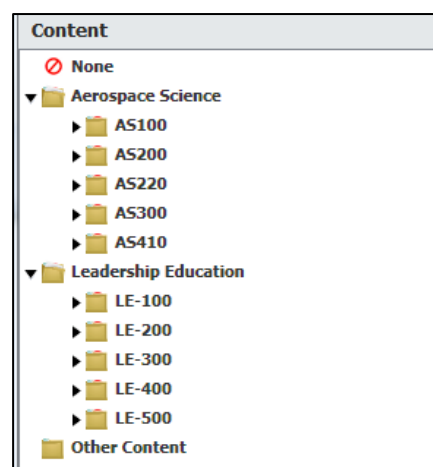 Content
None
Aerospace Science
AS100
AS200
AS220
AS300
AS410
Leadership Education
LE-100
LE-200
LE-300
LE-400
LE-500
Other Content